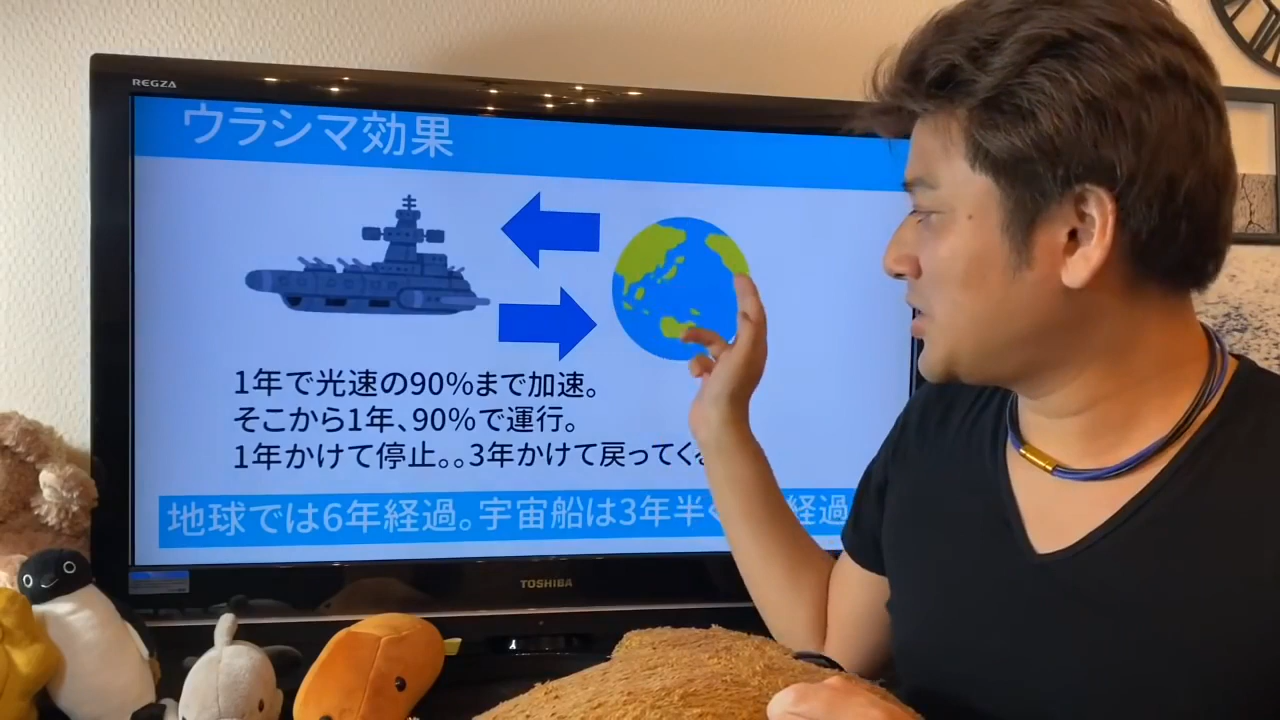 REGZA
ウラシマ効果
1年で光速の90%まで加速。
そこから1年、90%で運行。
1年かけて停止。。3年かけて戻ってく
地球では6年経過。宇宙船は3年半 経過
TOSHIBA